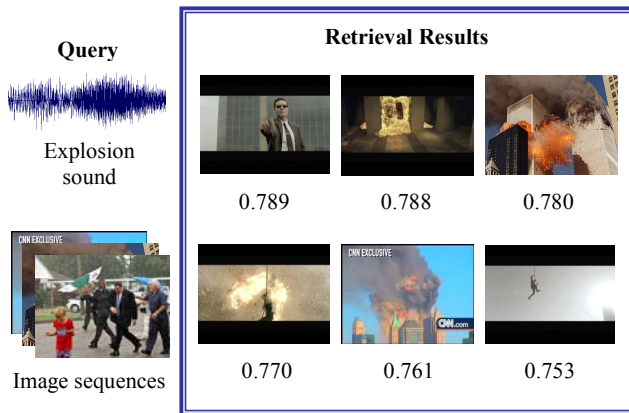 Query
Explosion
sound
CNN EXCLUSIVE
Image sequences
Retrieval Results
0.789 0.788 0.780
CNN EXCLUSIVE
CNN.com
0.770 0.761 0.753